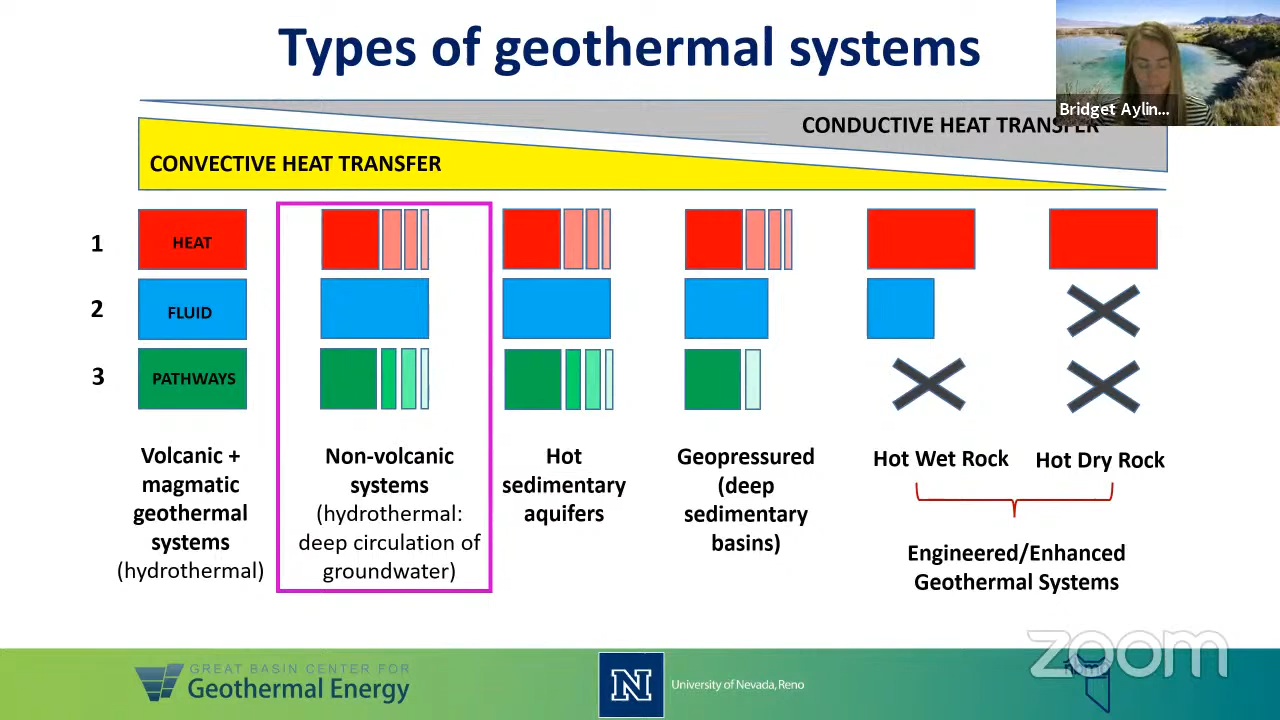 Types of geothermal systems
Bridget Aylin...
CONDUCTIVE HEAT TRANSFER
CONVECTIVE HEAT TRANSFER
1
HEAT
2
FLUID
3
PATHWAYS
Volcanic +
magmatic
geothermal
systems
(hydrothermal)
Non-volcanic
systems
(hydrothermal:
deep circulation of
groundwater)
Hot
sedimentary
aquifers
Geopressured
(deep
sedimentary
basins)
Hot Wet Rock
Hot Dry Rock
Engineered/Enhanced
Geothermal Systems
GREAT BASIN CENTER FOR
Geothermal Energy
N
University of Nevada, Reno
zoom